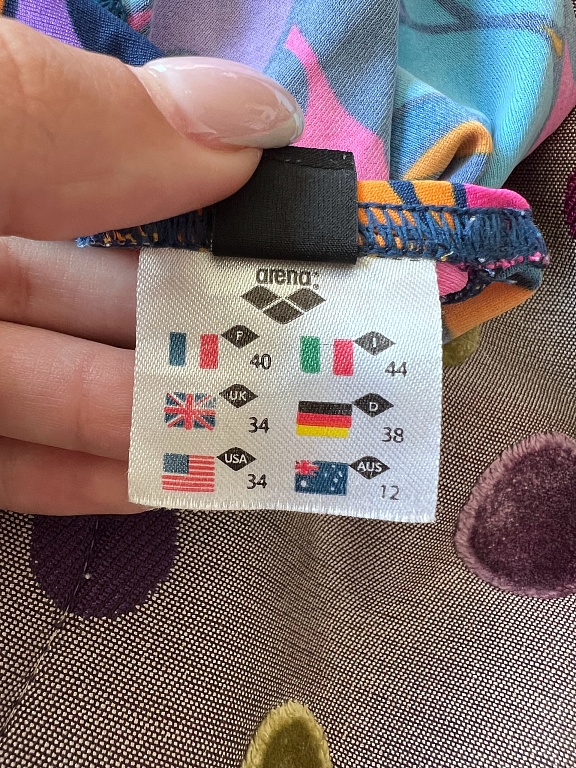 arena®
F 40 I 44
UK 34 D 38
USA 34 AUS 12